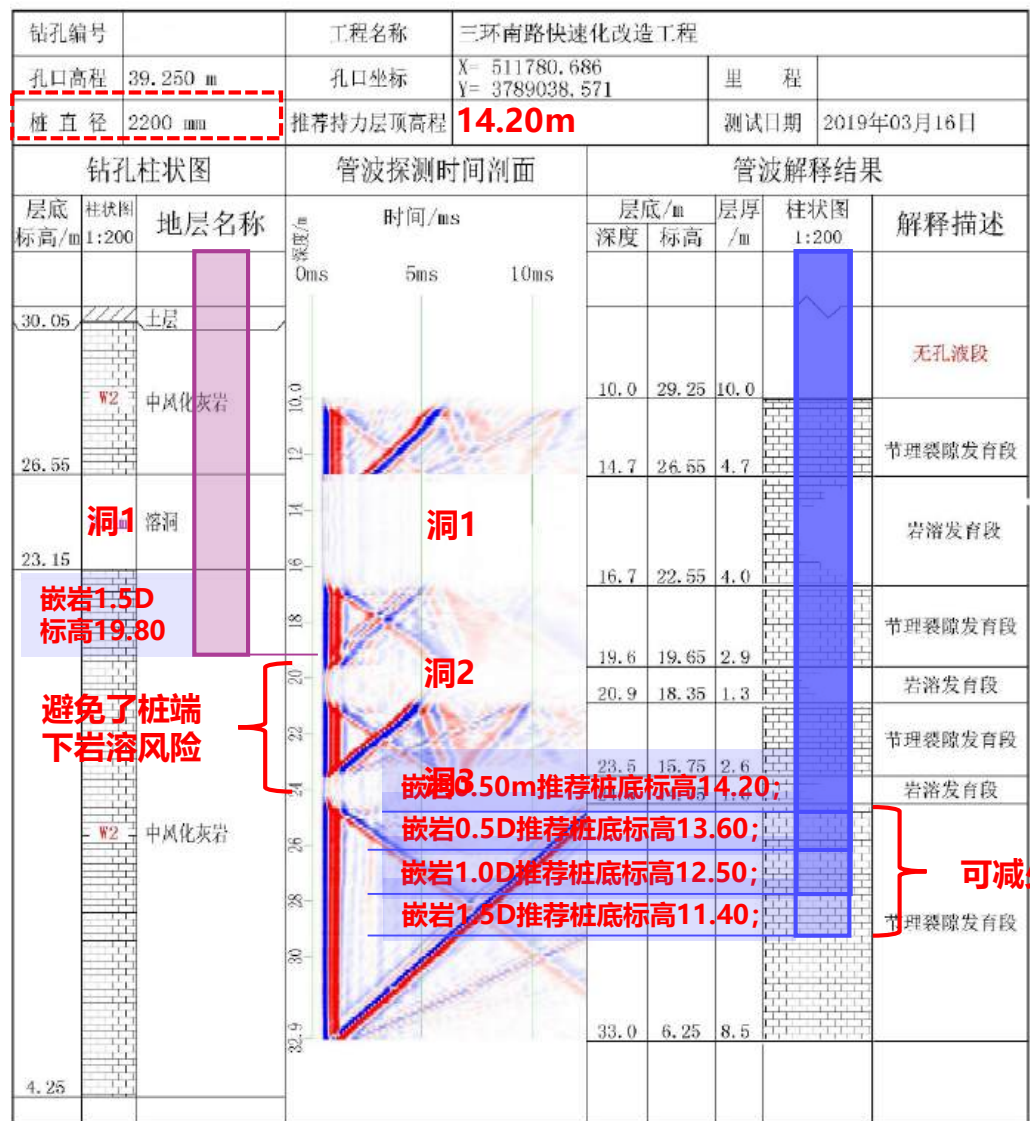 钻孔编号 工程名称 三环南路快速化改造工程
孔口高程 39.250 m 孔口坐标 X= 511780.686
Y= 3789038.571 里 程
桩 直 径 2200 mm 推荐持力层顶高程 14.20m 测试日期 2019年03月16日
钻孔柱状图 管波探测时间剖面 管波解释结果
层底
标高/m
柱状图
1:200
地层名称
深度/m
时间/ms
0ms 5ms 10ms
层底/m
深度 标高
层厚
/m
柱状图
1:200
解释描述
30.05 土层
无孔液段
10.0 29.25 10.0
W2 中风化灰岩
10.0
12
节理裂隙发育段
26.55
14.7 26.55 4.7
洞1 溶洞
14
洞1
岩溶发育段
23.15
16
16.7 22.55 4.0
嵌岩1.5D
标高19.80
18
节理裂隙发育段
19.6 19.65 2.9
洞2
20
岩溶发育段
20.9 18.35 1.3
避免了桩端
下岩溶风险
22
节理裂隙发育段
23.5 15.75 2.6
洞3
24
岩溶发育段
嵌岩0.50m推荐桩底标高14.20;
W2 中风化灰岩
嵌岩0.5D推荐桩底标高13.60;
26
嵌岩1.0D推荐桩底标高12.50;
可减
28
嵌岩1.5D推荐桩底标高11.40;
节理裂隙发育段
30
32.9
33.0 6.25 8.5
4.25